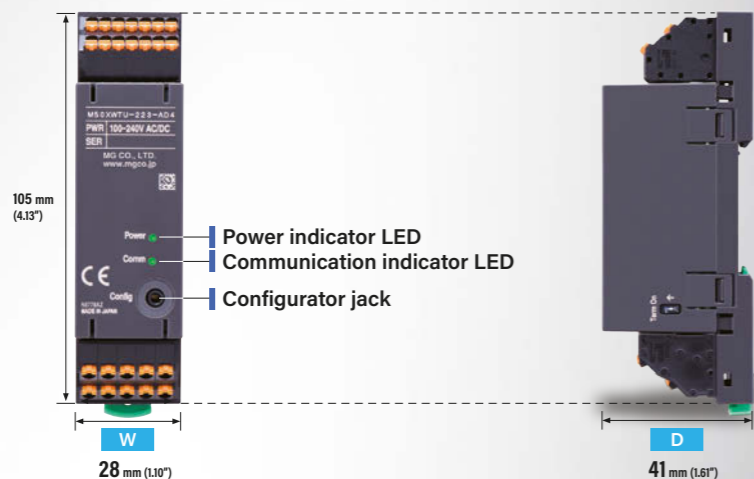 M50XWTU-223-AD4
PWR 100-240V AC/DC
SER
MG CO., LTD.
www.mgco.jp
105 mm
(4.13")
Power
Power indicator LED
Comm
Communication indicator LED
CE
Config
Configurator jack
MADE IN JAPAN
Term On
←
W
28 mm (1.10")
D
41 mm (1.61")